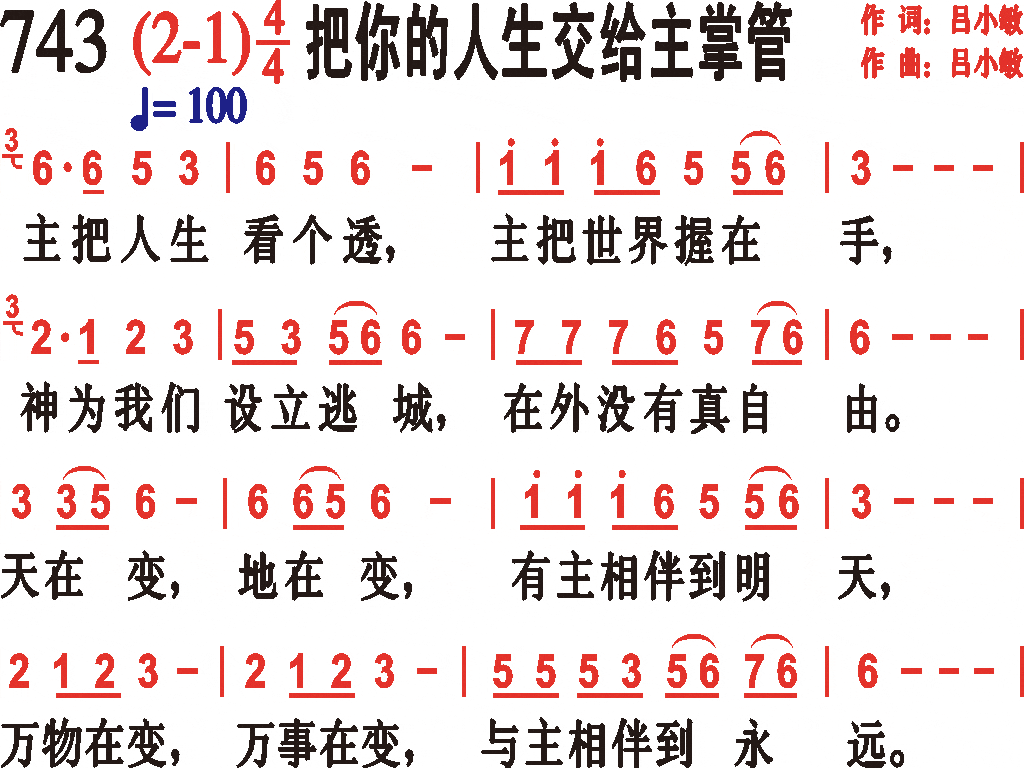 743 (2-1) 4/4 把你的人生交给主掌管 作 词：吕小敏
♩= 100 作 曲：吕小敏
3 6·6 5 3 | 6 5 6 － | i i i 6 5 5 6 | 3 － － － |
主把人生 看个透， 主把世界握在 手，
3 2·1 2 3 | 5 3 5 6 6 － | 7 7 7 6 5 7 6 | 6 － － － |
神为我们 设立逃 城， 在外没有真自 由。
3 3 5 6 － | 6 6 5 6 － | i i i 6 5 5 6 | 3 － － － |
天在 变， 地在 变， 有主相伴到明 天，
2 1 2 3 － | 2 1 2 3 － | 5 5 5 3 5 6 7 6 | 6 － － － |
万物在变， 万事在变， 与主相伴到 永 远。